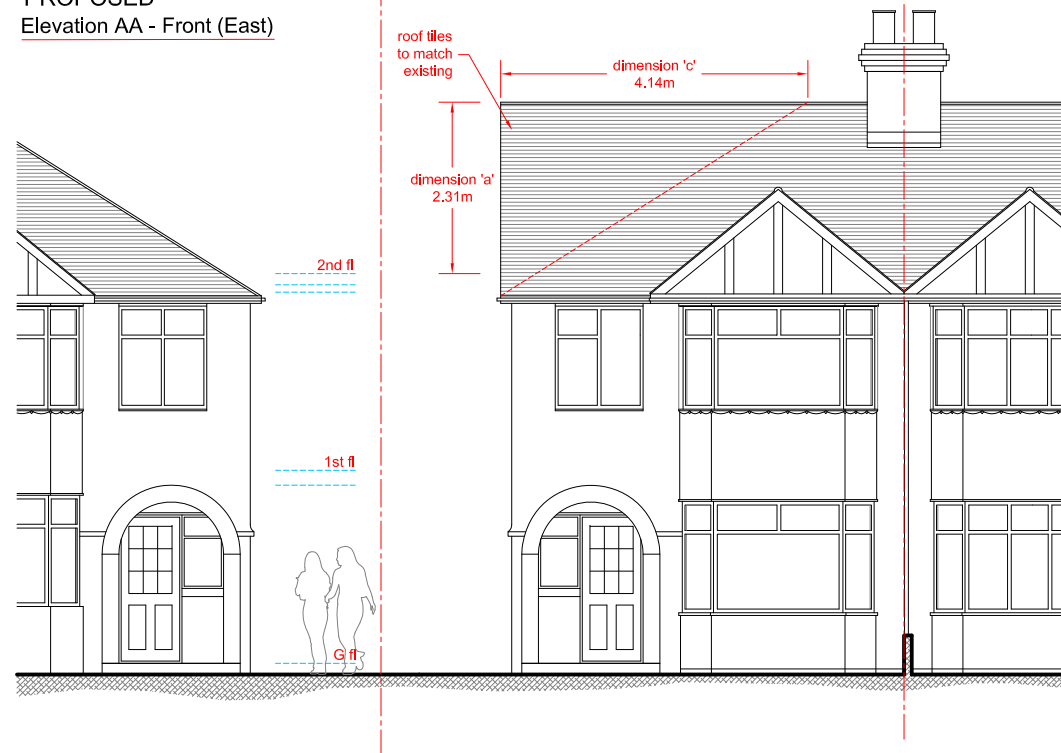 PROPOSED
Elevation AA - Front (East)
roof tiles
to match
existing
dimension 'c'
4.14m
dimension 'a'
2.31m
2nd fl
1st fl
G fl